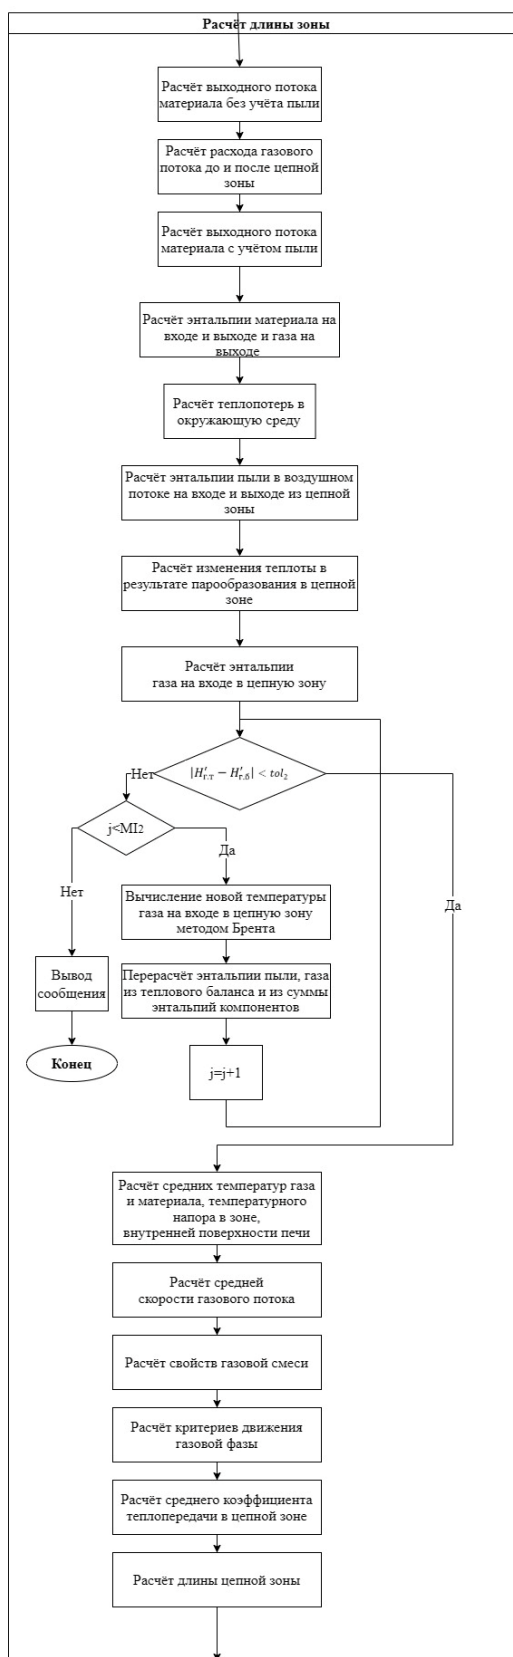 Расчёт длины зоны
Расчёт выходного потока
материала без учёта пыли
Расчёт расхода газового
потока до и после цепной
зоны
Расчёт выходного потока
материала с учётом пыли
Расчёт энтальпии материала на
входе и выходе и газа на
выходе
Расчёт теплопотерь в
окружающую среду
Расчёт энтальпии пыли в воздушном
потоке на входе и выходе из цепной
зоны
Расчёт изменения теплоты в
результате парообразования в цепной
зоне
Расчёт энтальпии
газа на входе в цепную зону
|H′г.т − H′г.б| < tol₂
Нет
j<MI2
Да
Нет
Да
Вычисление новой температуры
газа на входе в цепную зону
методом Брента
Вывод
сообщения
Перерасчёт энтальпии пыли, газа
из теплового баланса и из суммы
энтальпий компонентов
Конец
j=j+1
Расчёт средних температур газа
и материала, температурного
напора в зоне,
внутренней поверхности печи
Расчёт средней
скорости газового потока
Расчёт свойств газовой смеси
Расчёт критериев движения
газовой фазы
Расчёт среднего коэффициента
теплопередачи в цепной зоне
Расчёт длины цепной зоны